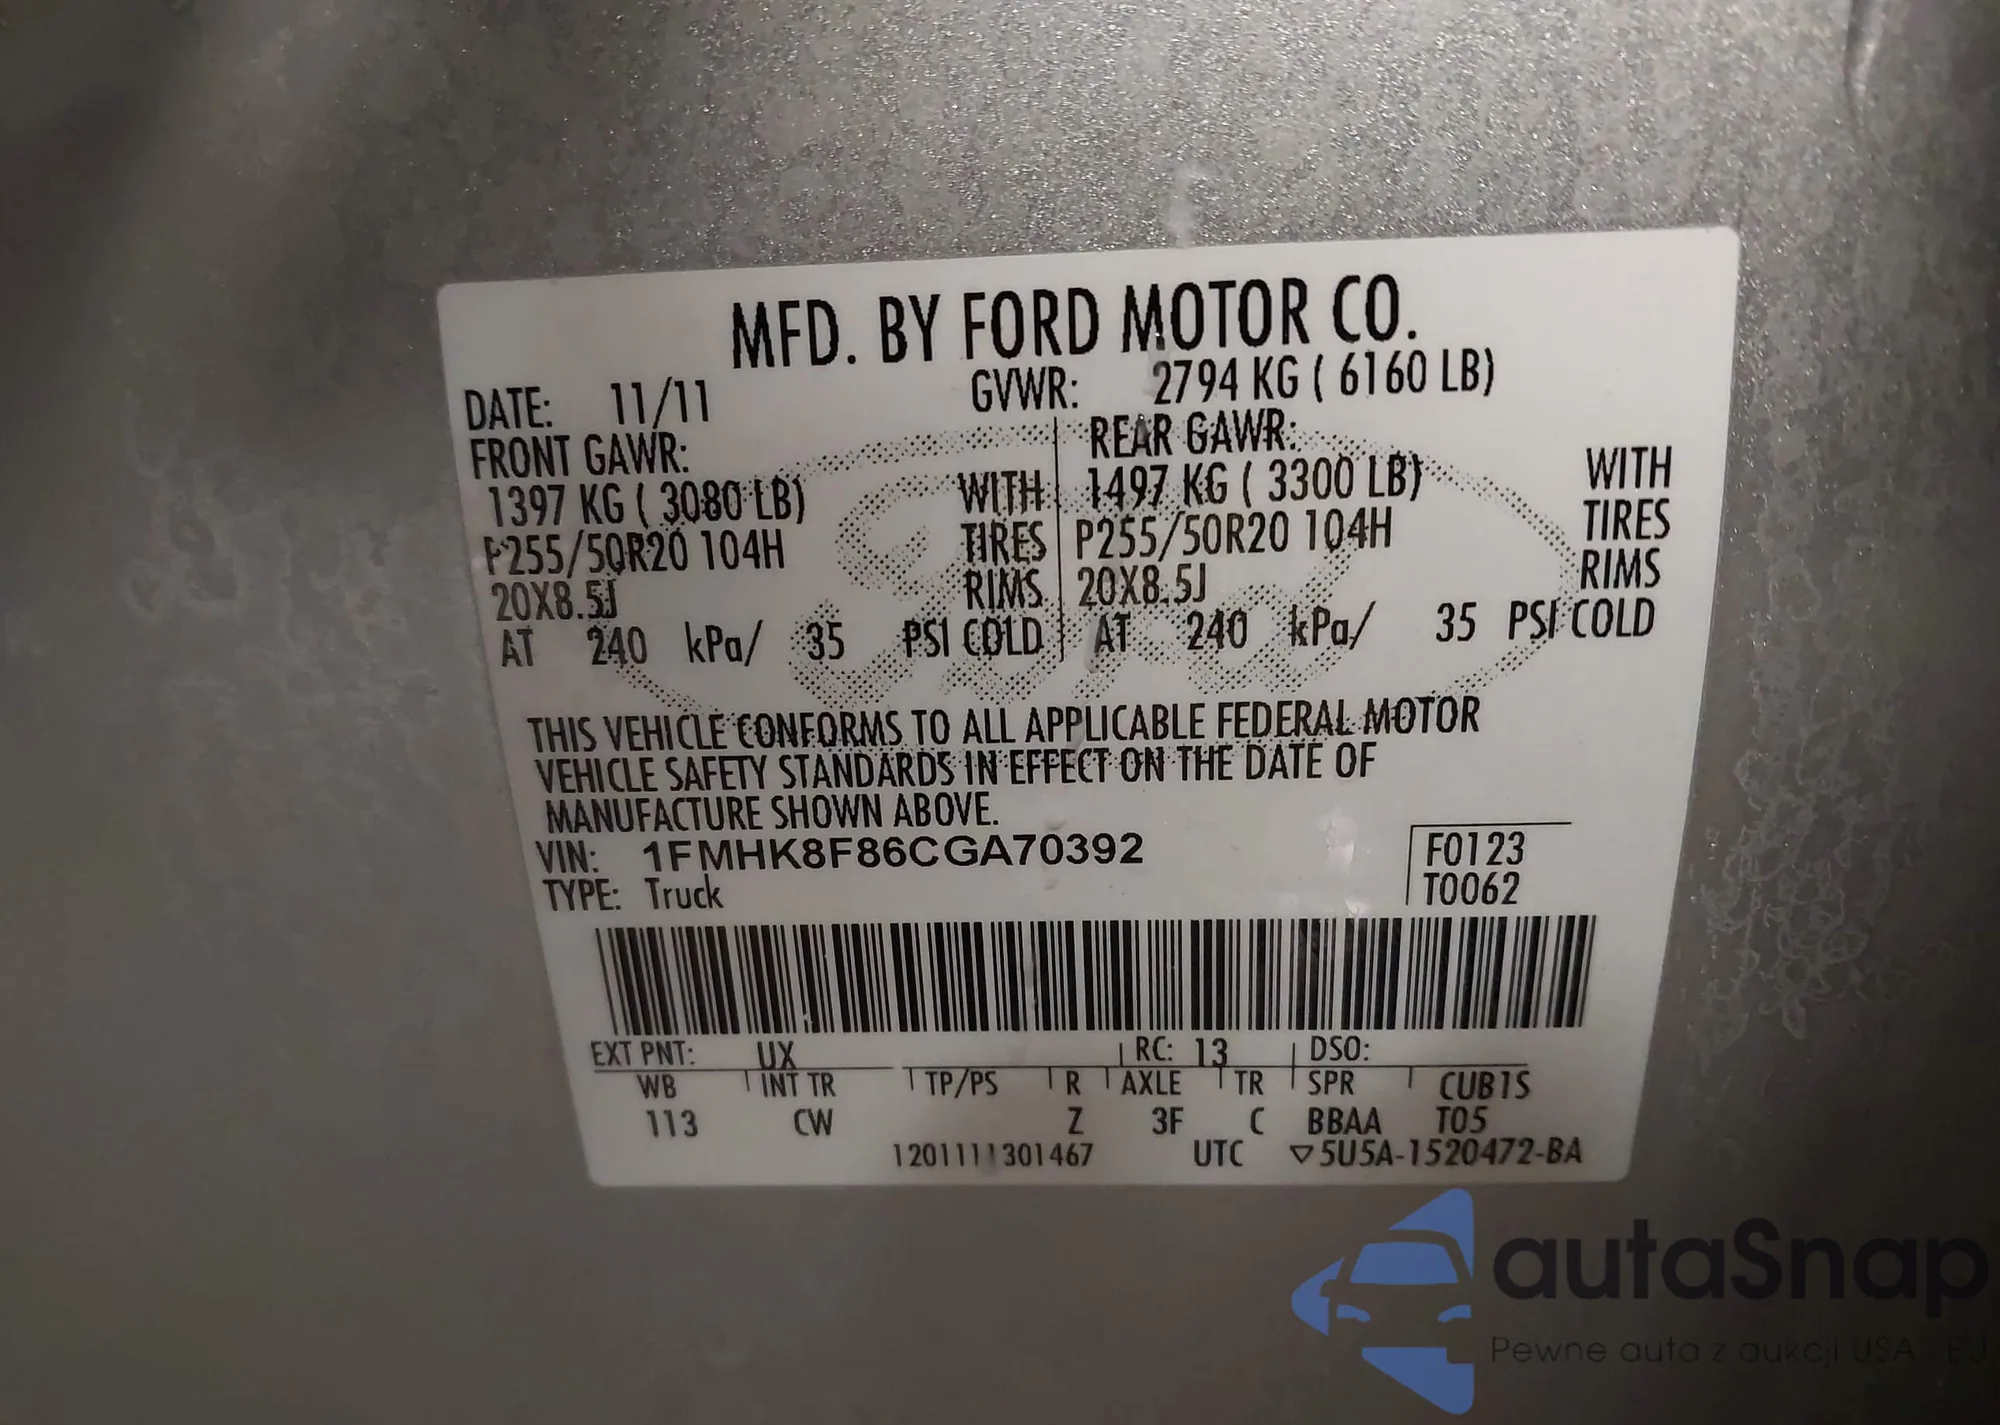 MFD. BY FORD MOTOR CO.
DATE: 11/11 GVWR: 2794 KG ( 6160 LB)
FRONT GAWR: REAR GAWR:
1397 KG ( 3080 LB) WITH 1497 KG ( 3300 LB) WITH
P255/50R20 104H TIRES P255/50R20 104H TIRES
20X8.5J RIMS 20X8.5J RIMS
AT 240 kPa/ 35 PSI COLD AT 240 kPa/ 35 PSI COLD
THIS VEHICLE CONFORMS TO ALL APPLICABLE FEDERAL MOTOR
VEHICLE SAFETY STANDARDS IN EFFECT ON THE DATE OF
MANUFACTURE SHOWN ABOVE.
VIN: 1FMHK8F86CGA70392 F0123
TYPE: Truck T0062
EXT PNT: UX RC: 13 DSO:
WB INT TR TP/PS R AXLE TR SPR CUB1S
113 CW Z 3F C BBAA T05
1201111301467 UTC ▽5U5A-1520472-BA
autaSnap
Pewne auta z aukcji USA - EU